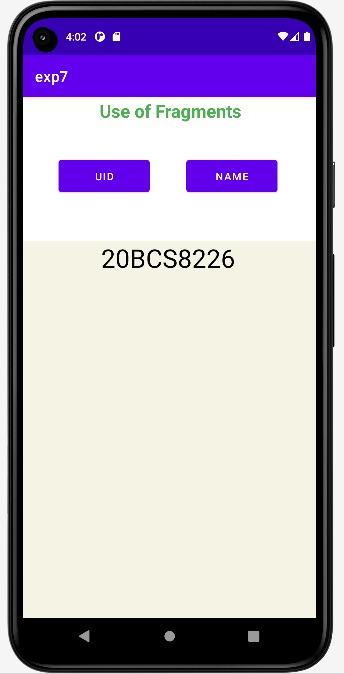 4:02
exp7
Use of Fragments
UID NAME
20BCS8226